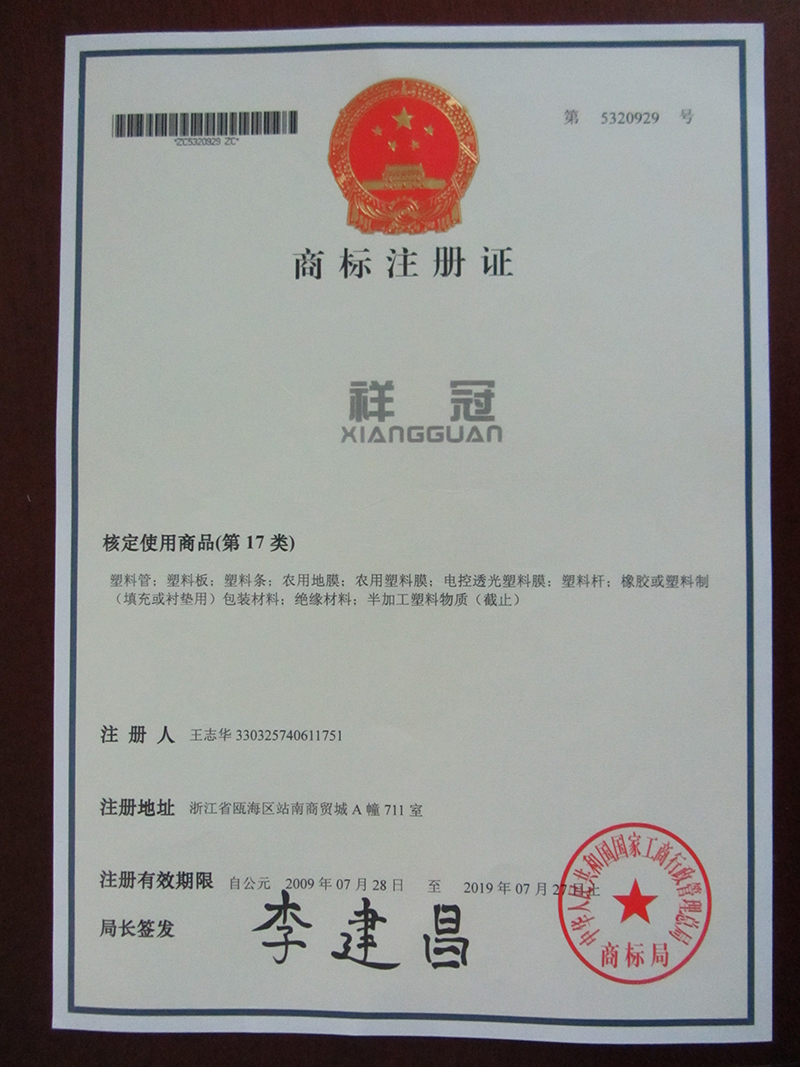 第 5320929 号
*ZC5320929 ZC*
商标注册证
祥冠
XIANGGUAN
核定使用商品(第 17 类)
塑料管；塑料板；塑料条；农用地膜；农用塑料膜；电控透光塑料膜；塑料杆；橡胶或塑料制
（填充或衬垫用）包装材料；绝缘材料；半加工塑料物质（截止）
注 册 人 王志华 330325740611751
注册地址 浙江省瓯海区站南商贸城 A 幢 711 室
注册有效期限 自公元 2009 年 07 月 28 日 至 2019 年 07 月 27 日止
局长签发 李建昌
中华人民共和国国家工商行政管理总局
商标局